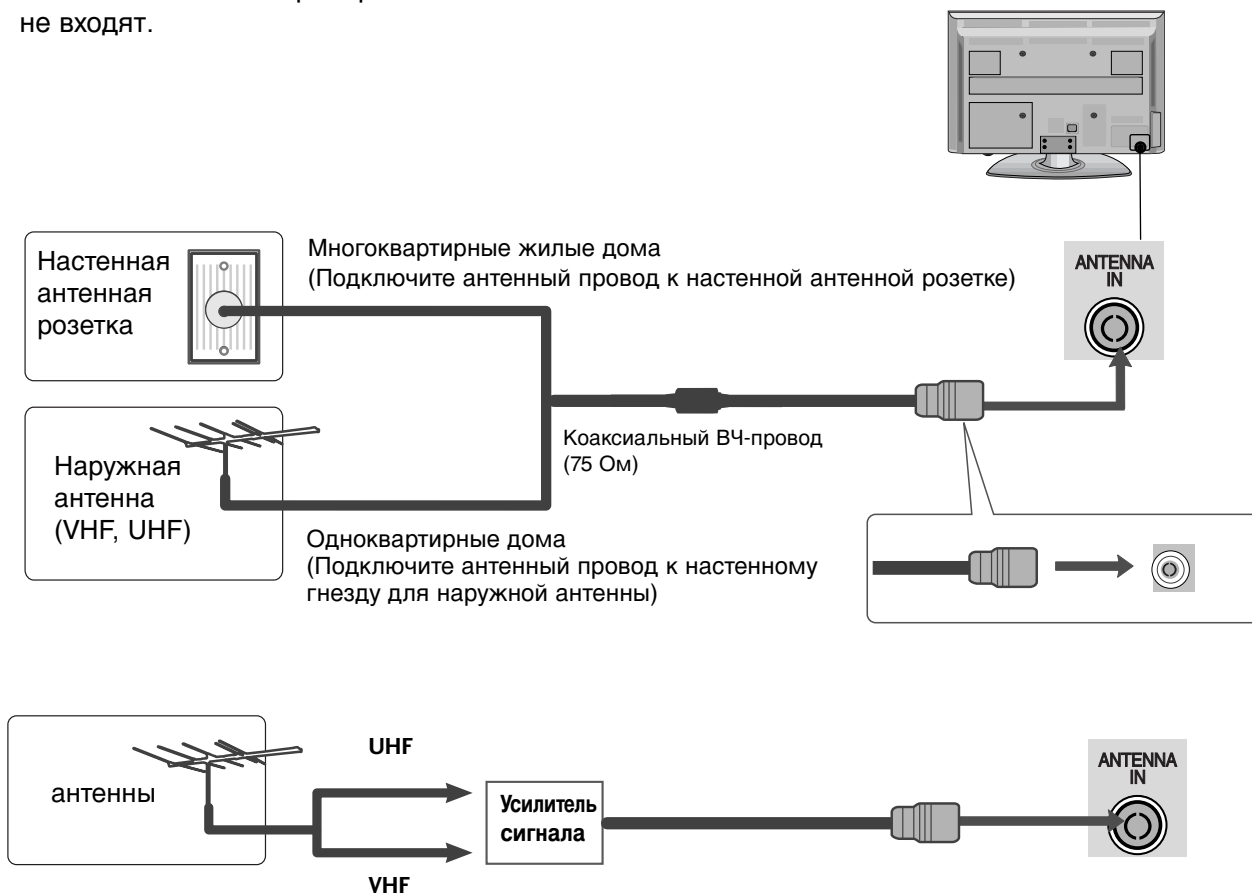 не входят.
Многоквартирные жилые дома
(Подключите антенный провод к настенной антенной розетке)
Настенная
антенная
розетка
ANTENNA
IN
Коаксиальный ВЧ-провод
(75 Ом)
Наружная
антенна
(VHF, UHF)
Одноквартирные дома
(Подключите антенный провод к настенному
гнезду для наружной антенны)
UHF
антенны
Усилитель
сигнала
VHF
ANTENNA
IN